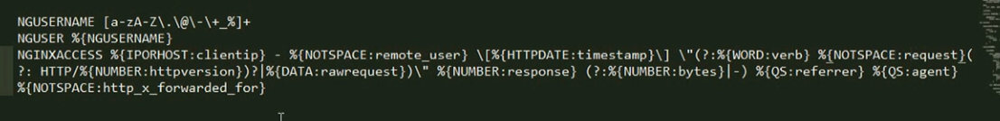 NGUSERNAME [a-zA-Z\.\@\-\+_%]+
NGUSER %{NGUSERNAME}
NGINXACCESS %{IPORHOST:clientip} - %{NOTSPACE:remote_user} \[%{HTTPDATE:timestamp}\] \"(?:%{WORD:verb} %{NOTSPACE:request}(
?: HTTP/%{NUMBER:httpversion})?|%{DATA:rawrequest})\" %{NUMBER:response} (?:%{NUMBER:bytes}|-) %{QS:referrer} %{QS:agent}
%{NOTSPACE:http_x_forwarded_for}